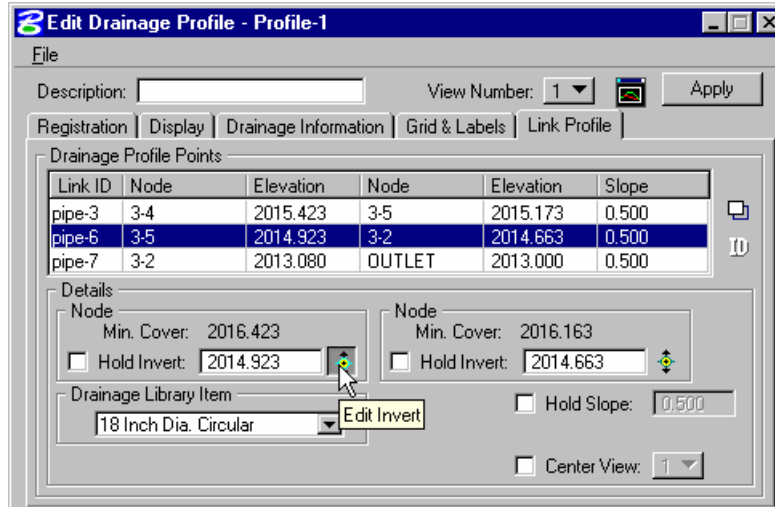 Edit Drainage Profile - Profile-1
File
Description: View Number: 1 Apply
Registration Display Drainage Information Grid & Labels Link Profile
Drainage Profile Points
Link ID Node Elevation Node Elevation Slope
pipe-3 3-4 2015.423 3-5 2015.173 0.500
pipe-6 3-5 2014.923 3-2 2014.663 0.500
pipe-7 3-2 2013.080 OUTLET 2013.000 0.500
ID
Details
Node Node
Min. Cover: 2016.423 Min. Cover: 2016.163
Hold Invert: 2014.923 Hold Invert: 2014.663
Drainage Library Item Hold Slope: 0.500
18 Inch Dia. Circular Edit Invert
Center View: 1